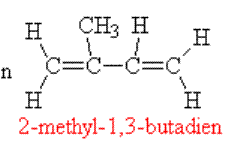 H CH3 H
H
n C=C—C=C
H H
2-methyl-1,3-butadien